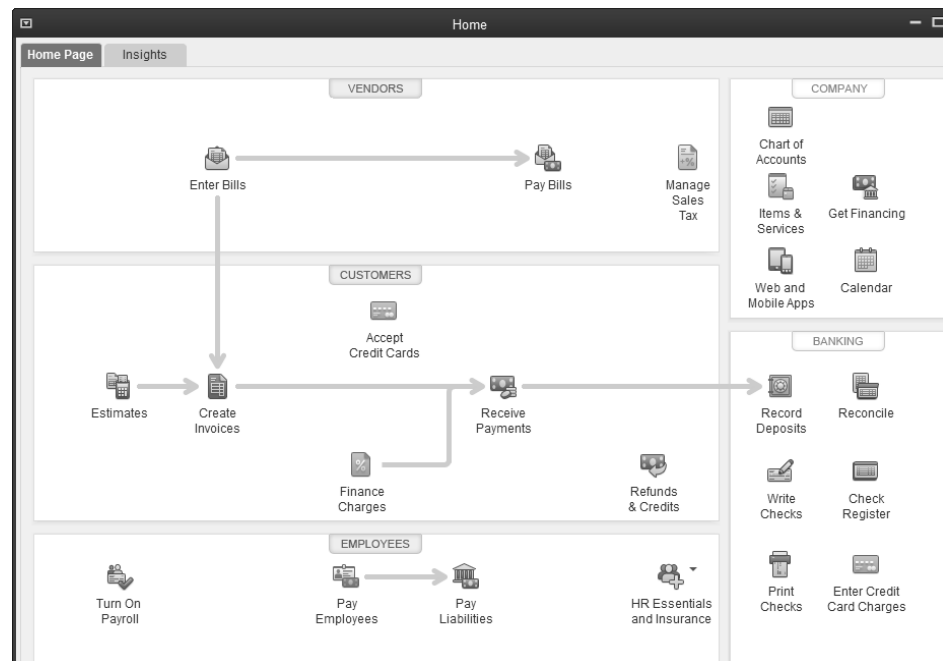 Home
Home Page
Insights
VENDORS
Enter Bills
Pay Bills
Manage
Sales
Tax
CUSTOMERS
Accept
Credit Cards
Estimates
Create
Invoices
Receive
Payments
Finance
Charges
Refunds
& Credits
EMPLOYEES
Turn On
Payroll
Pay
Employees
Pay
Liabilities
HR Essentials
and Insurance
COMPANY
Chart of
Accounts
Items &
Services
Get Financing
Web and
Mobile Apps
Calendar
BANKING
Record
Deposits
Reconcile
Write
Checks
Check
Register
Print
Checks
Enter Credit
Card Charges